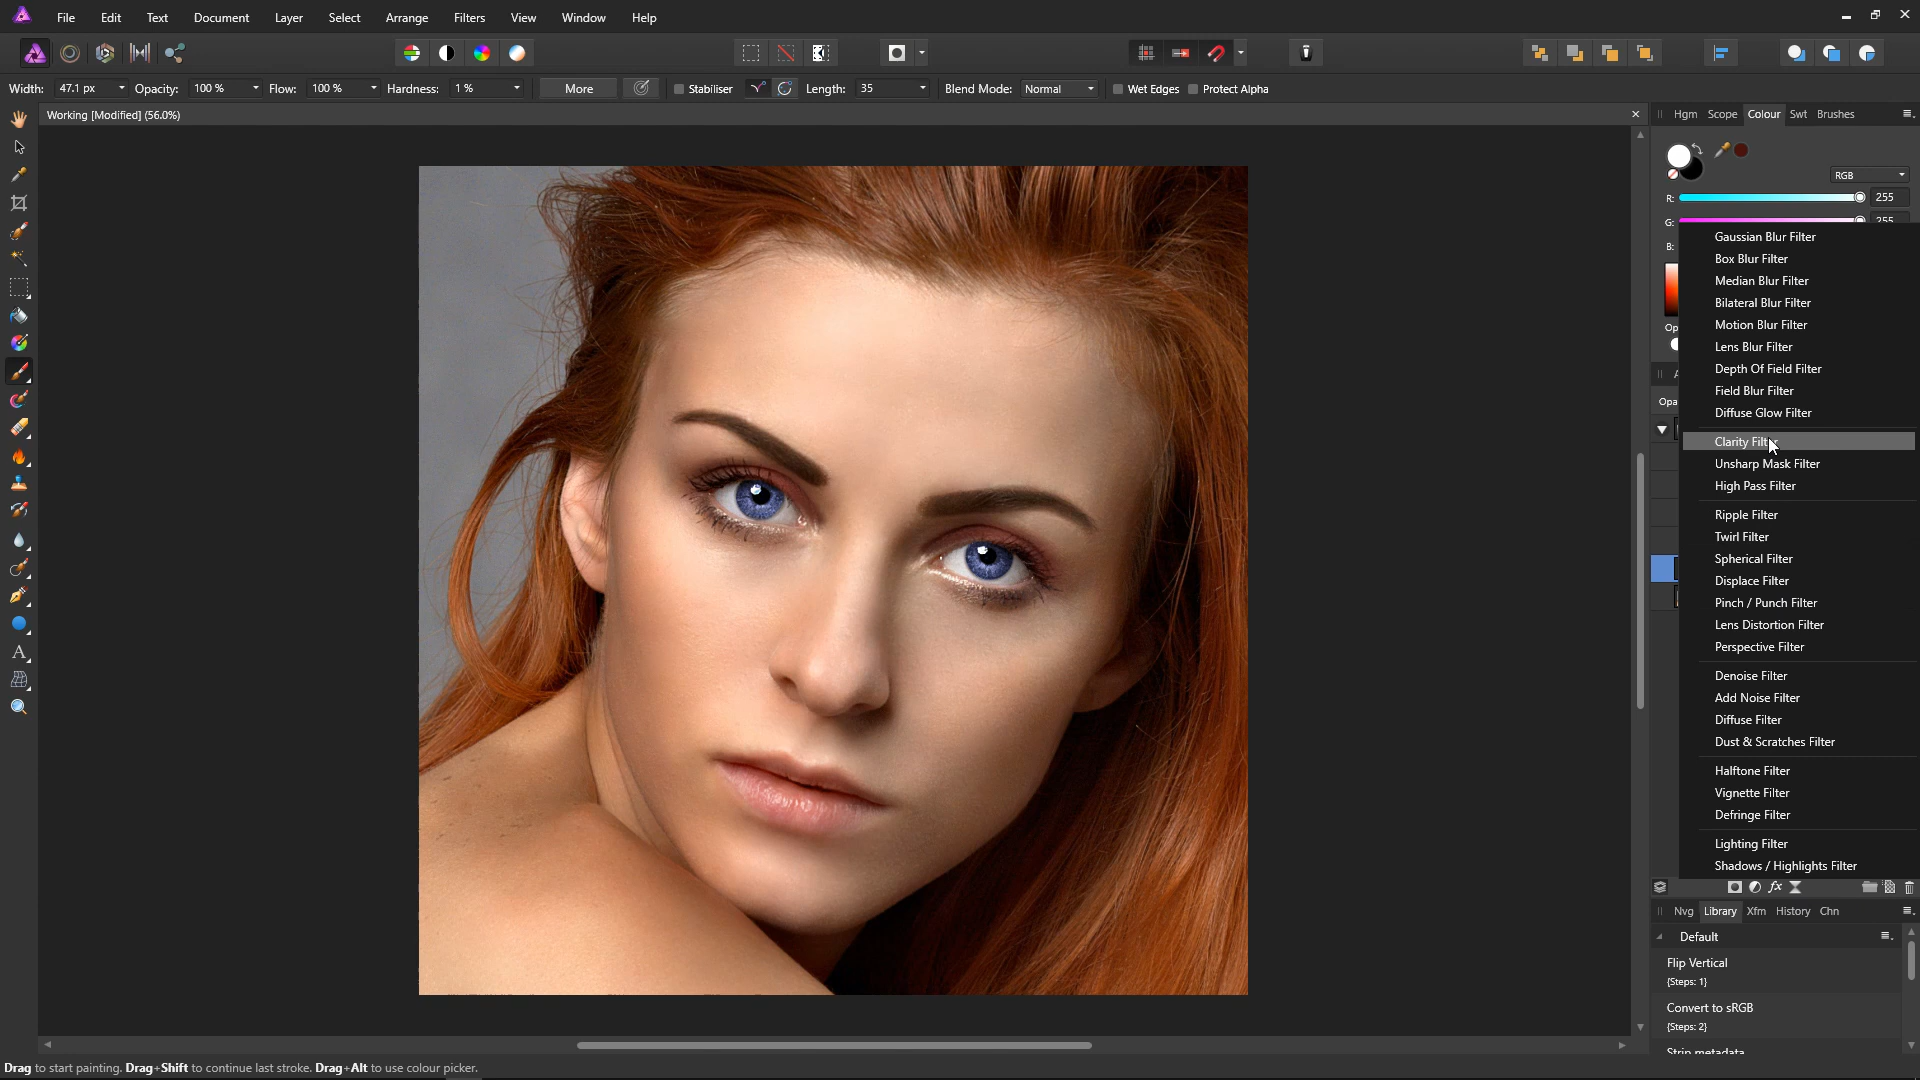 File Edit Text Document Layer Select Arrange Filters View Window Help
Width: 47.1 px Opacity: 100 % Flow: 100 % Hardness: 1 % More Stabiliser Length: 35 Blend Mode: Normal Wet Edges Protect Alpha
Working [Modified] (56.0%)
Hgm Scope Colour Swt Brushes
RGB
R: 255
G: 255
B:
Gaussian Blur Filter
Box Blur Filter
Median Blur Filter
Bilateral Blur Filter
Motion Blur Filter
Lens Blur Filter
Depth Of Field Filter
Field Blur Filter
Diffuse Glow Filter
Clarity Filter
Unsharp Mask Filter
High Pass Filter
Ripple Filter
Twirl Filter
Spherical Filter
Displace Filter
Pinch / Punch Filter
Lens Distortion Filter
Perspective Filter
Denoise Filter
Add Noise Filter
Diffuse Filter
Dust & Scratches Filter
Halftone Filter
Vignette Filter
Defringe Filter
Lighting Filter
Shadows / Highlights Filter
fx
Nvg Library Xfm History Chn
Default
Flip Vertical
{Steps: 1}
Convert to sRGB
{Steps: 2}
Strip metadata
Drag to start painting. Drag+Shift to continue last stroke. Drag+Alt to use colour picker.